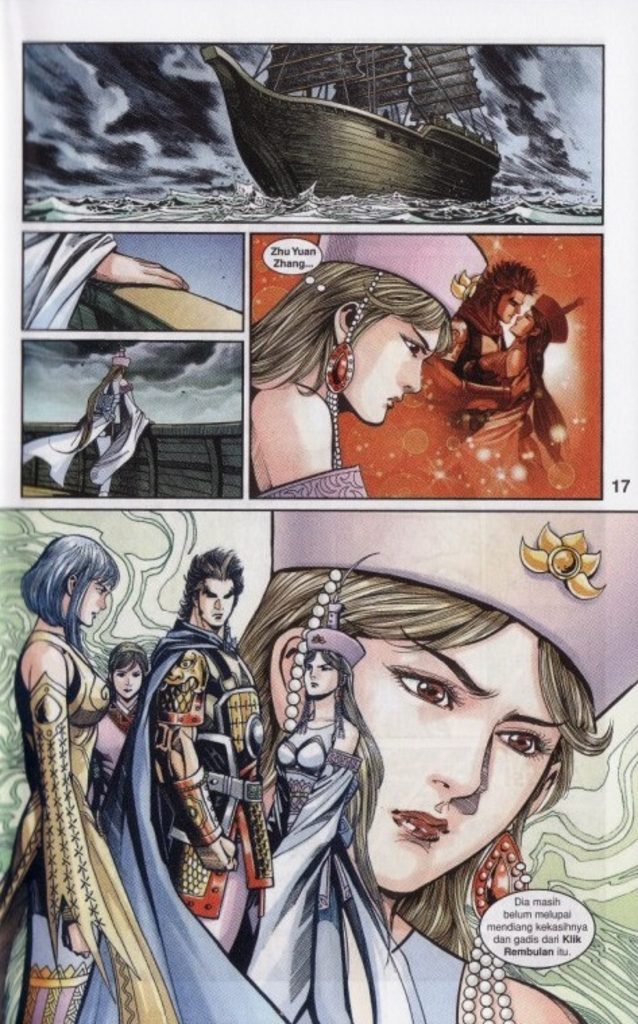 Zhu Yuan
Zhang...
17
Dia masih
belum melupai
mendiang kekasihnya
dan gadis dari Klik
Rembulan itu.